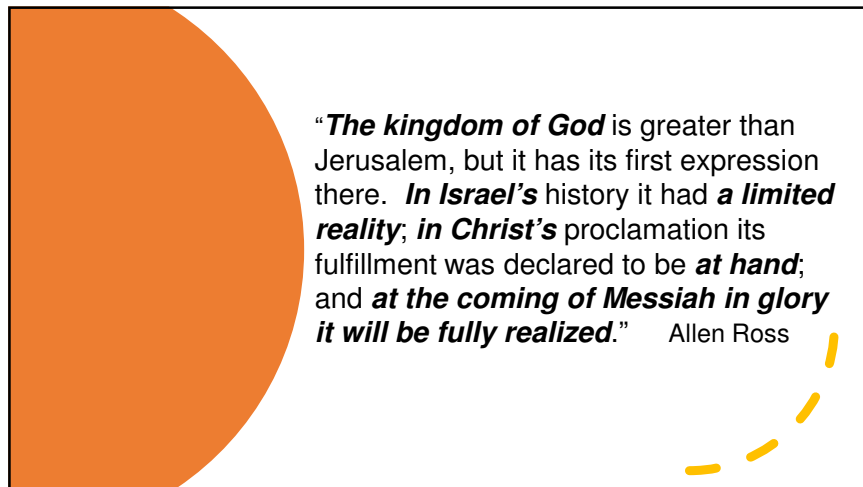 “The kingdom of God is greater than
Jerusalem, but it has its first expression
there.  In Israel’s history it had a limited
reality; in Christ’s proclamation its
fulfillment was declared to be at hand;
and at the coming of Messiah in glory
it will be fully realized.”     Allen Ross